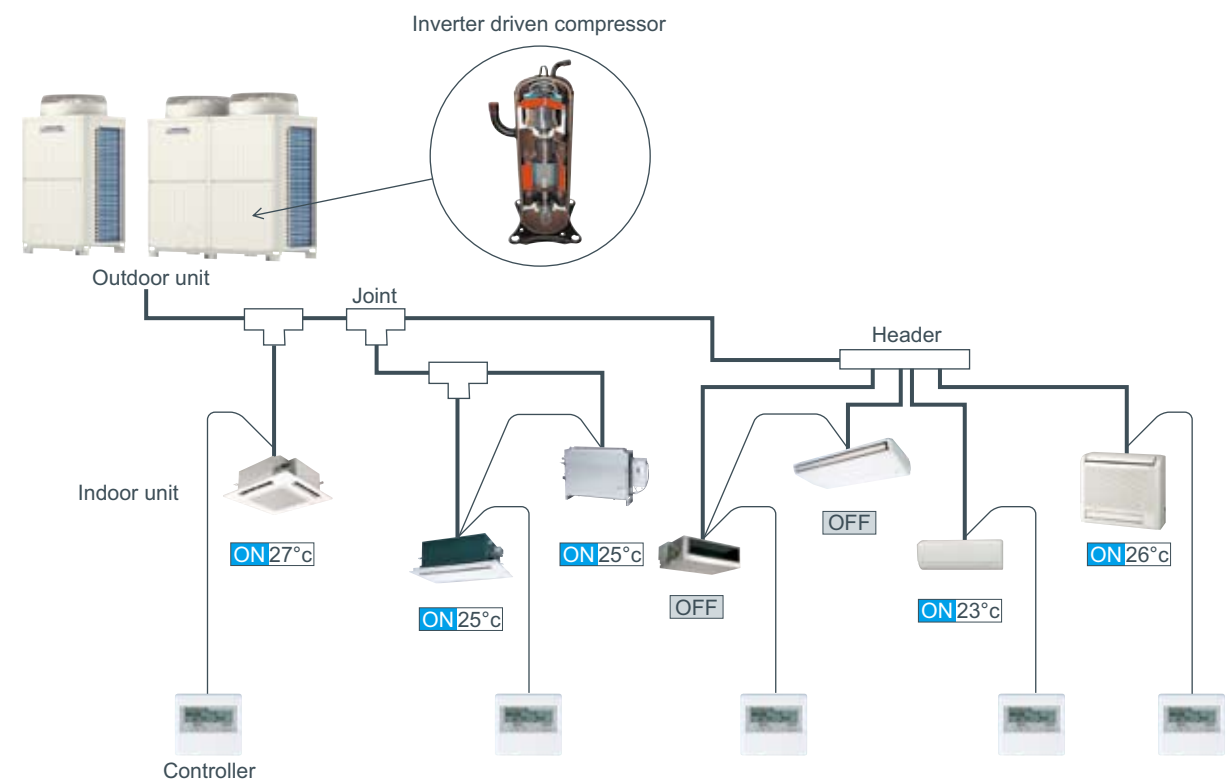 Inverter driven compressor
Outdoor unit
Joint
Header
Indoor unit
OFF
ON 27°c
ON 25°c
ON 26°c
OFF
ON 23°c
ON 25°c
Controller